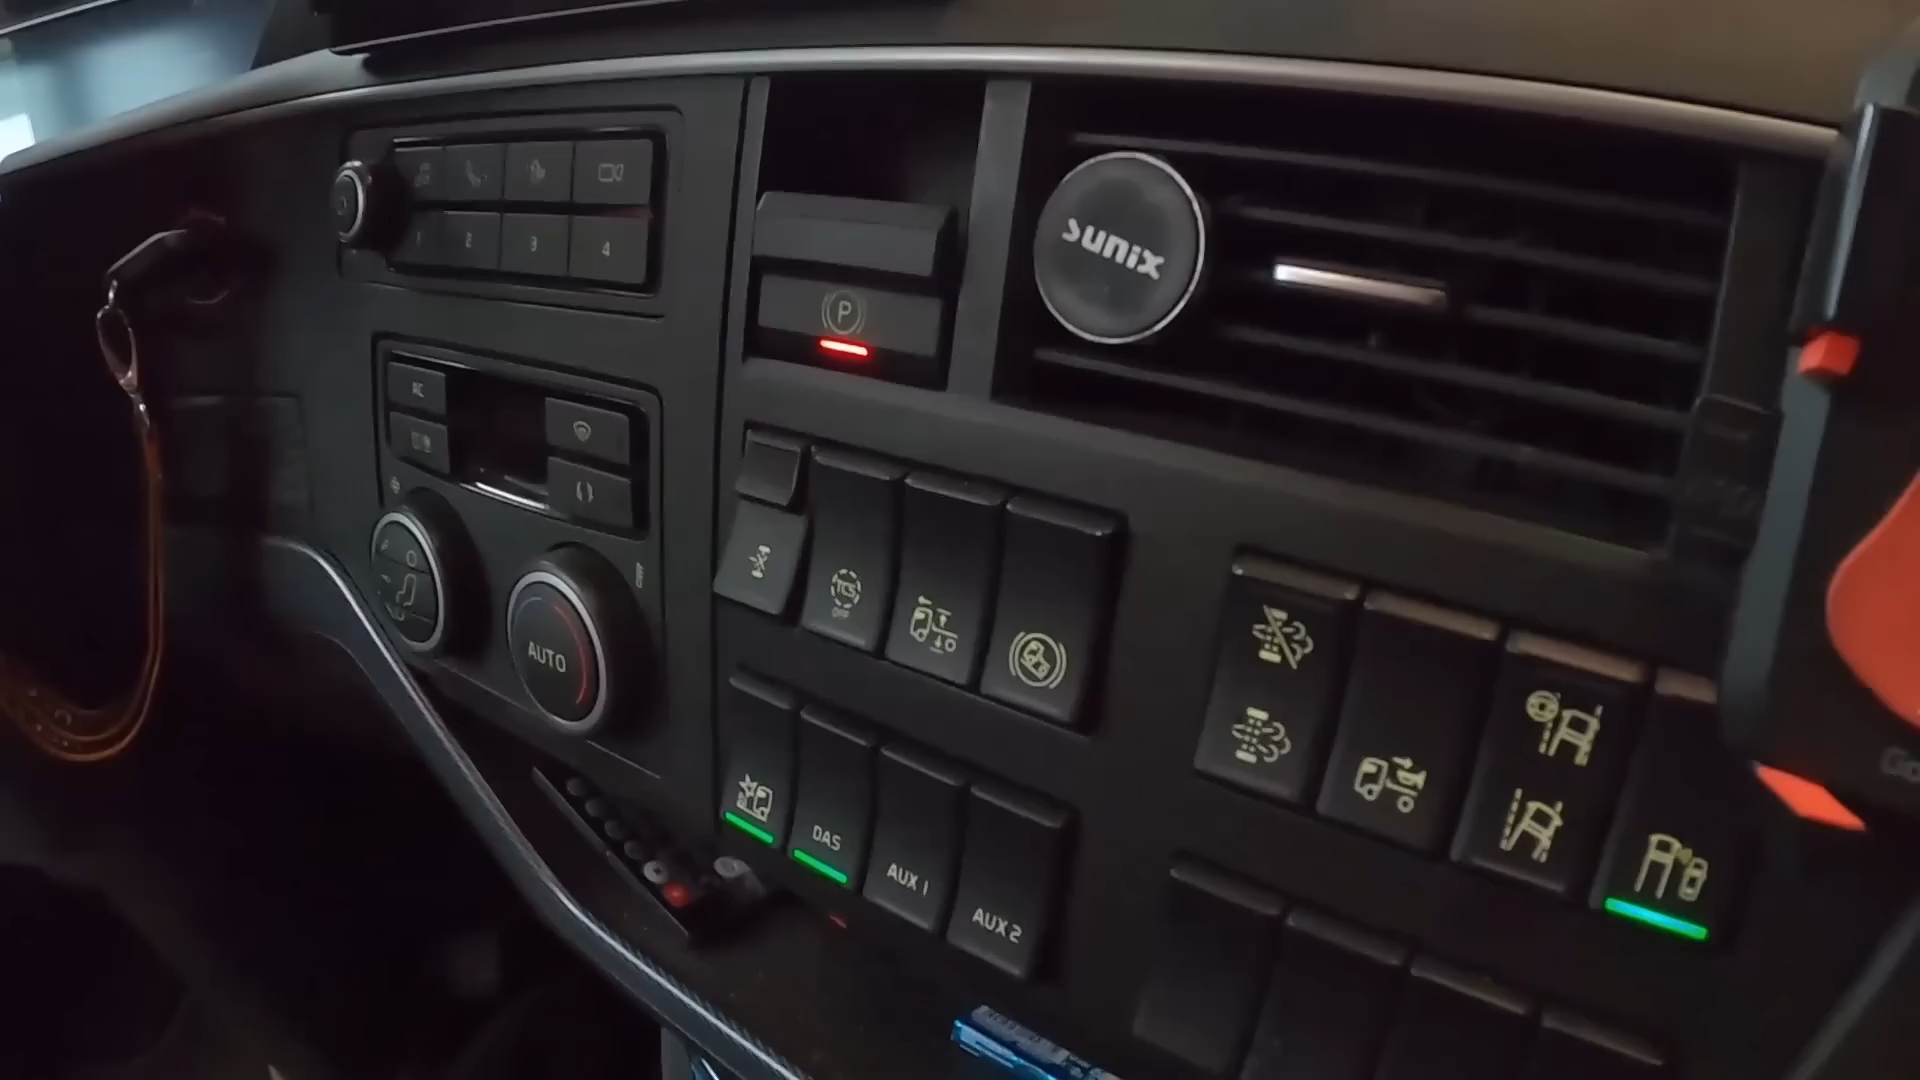 1 2 3 4
P
sunix
AC
AUTO
TCS
OFF
DAS
AUX 1
AUX 2